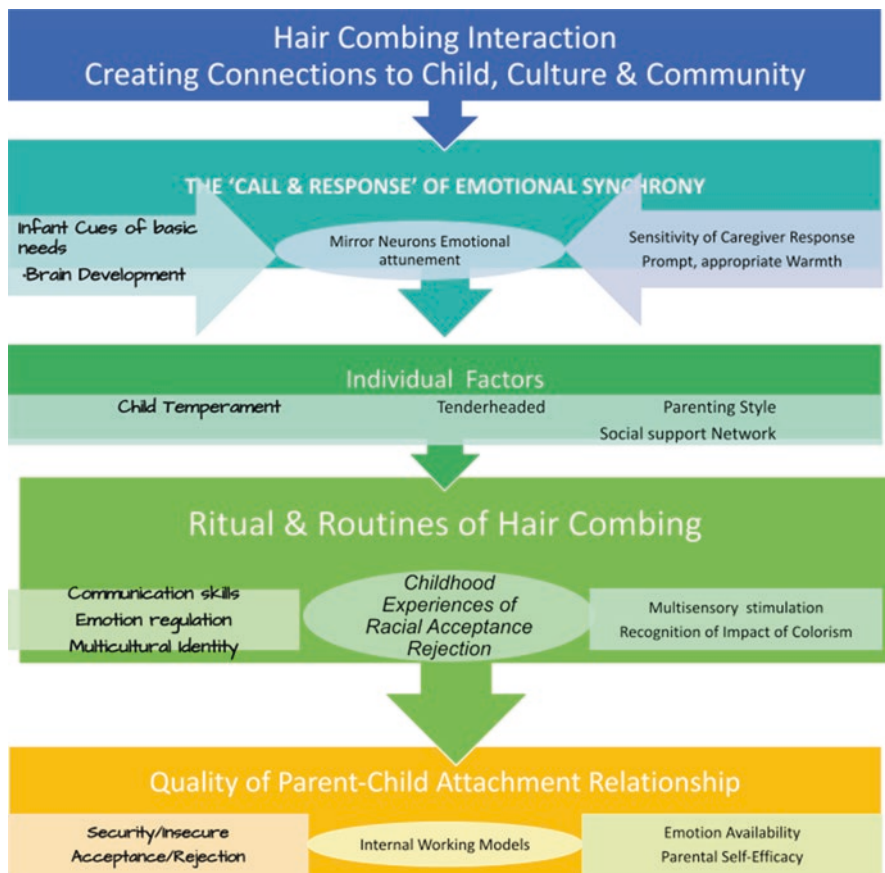 Hair Combing Interaction
Creating Connections to Child, Culture & Community
THE 'CALL & RESPONSE' OF EMOTIONAL SYNCHRONY
Infant Cues of basic
needs
·Brain Development
Mirror Neurons Emotional
attunement
Sensitivity of Caregiver Response
Prompt, appropriate Warmth
Individual Factors
Child Temperament
Tenderheaded
Parenting Style
Social support Network
Ritual & Routines of Hair Combing
Communication skills
Emotion regulation
Multicultural Identity
Childhood
Experiences of
Racial Acceptance
Rejection
Multisensory stimulation
Recognition of Impact of Colorism
Quality of Parent-Child Attachment Relationship
Security/Insecure
Acceptance/Rejection
Internal Working Models
Emotion Availability
Parental Self-Efficacy